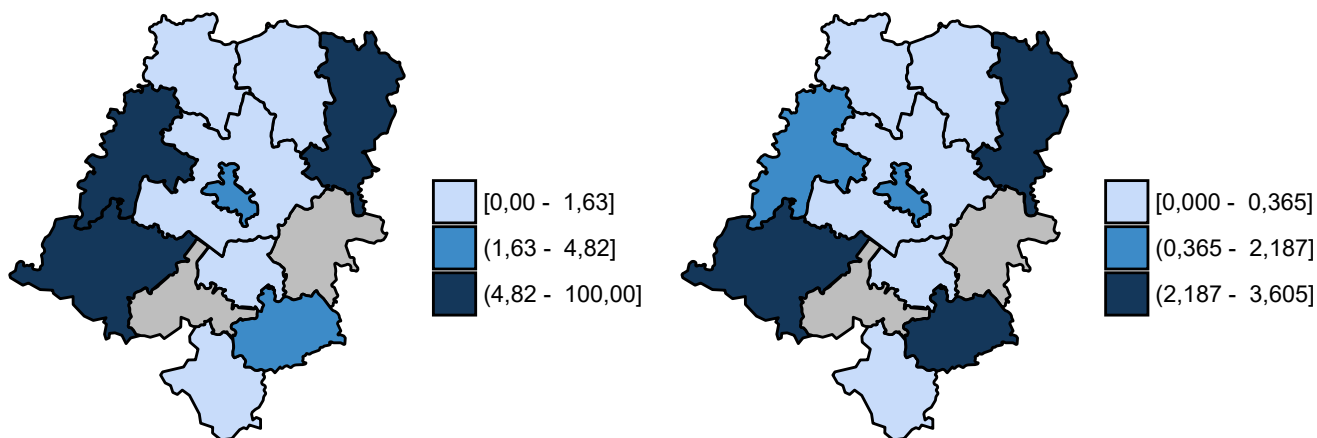 [0,00 - 1,63]
(1,63 - 4,82]
(4,82 - 100,00]
[0,000 - 0,365]
(0,365 - 2,187]
(2,187 - 3,605]